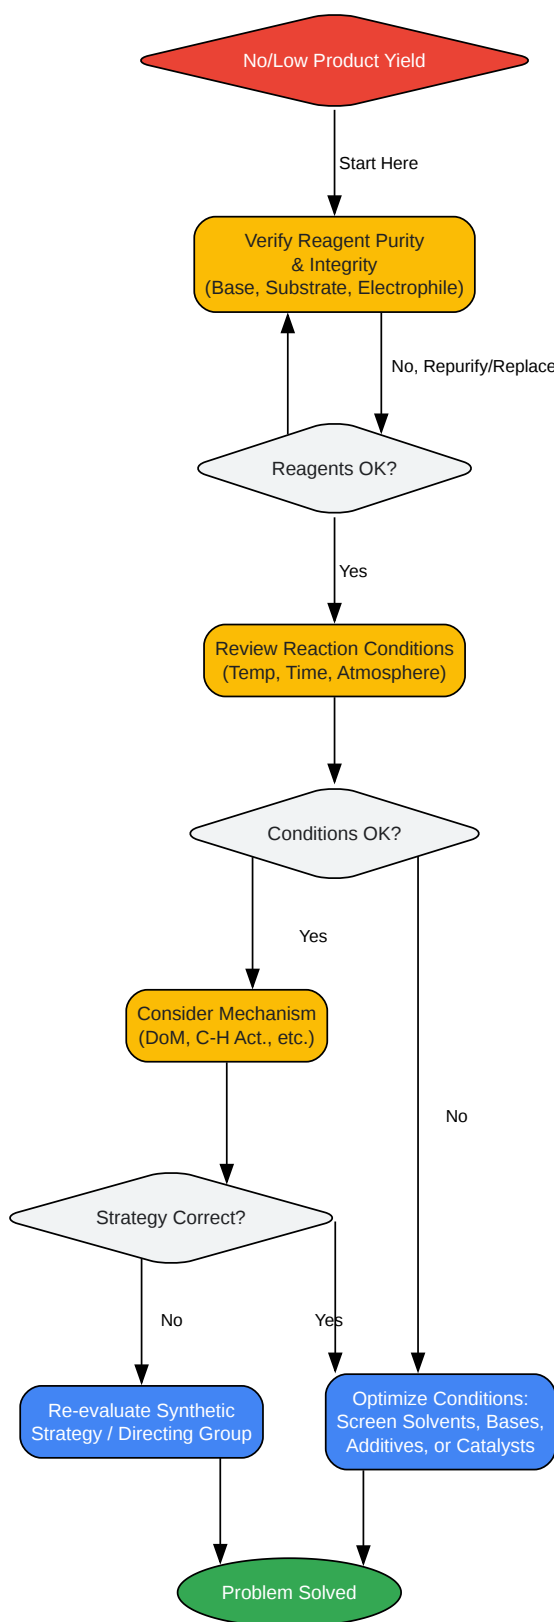 No/Low Product Yield
Start Here
Verify Reagent Purity
& Integrity
(Base, Substrate, Electrophile)
No, Repurify/Replace
Reagents OK?
Yes
Review Reaction Conditions
(Temp, Time, Atmosphere)
Conditions OK?
Yes
Consider Mechanism
(DoM, C-H Act., etc.)
No
Strategy Correct?
No
Yes
Re-evaluate Synthetic
Strategy / Directing Group
Optimize Conditions:
Screen Solvents, Bases,
Additives, or Catalysts
Problem Solved